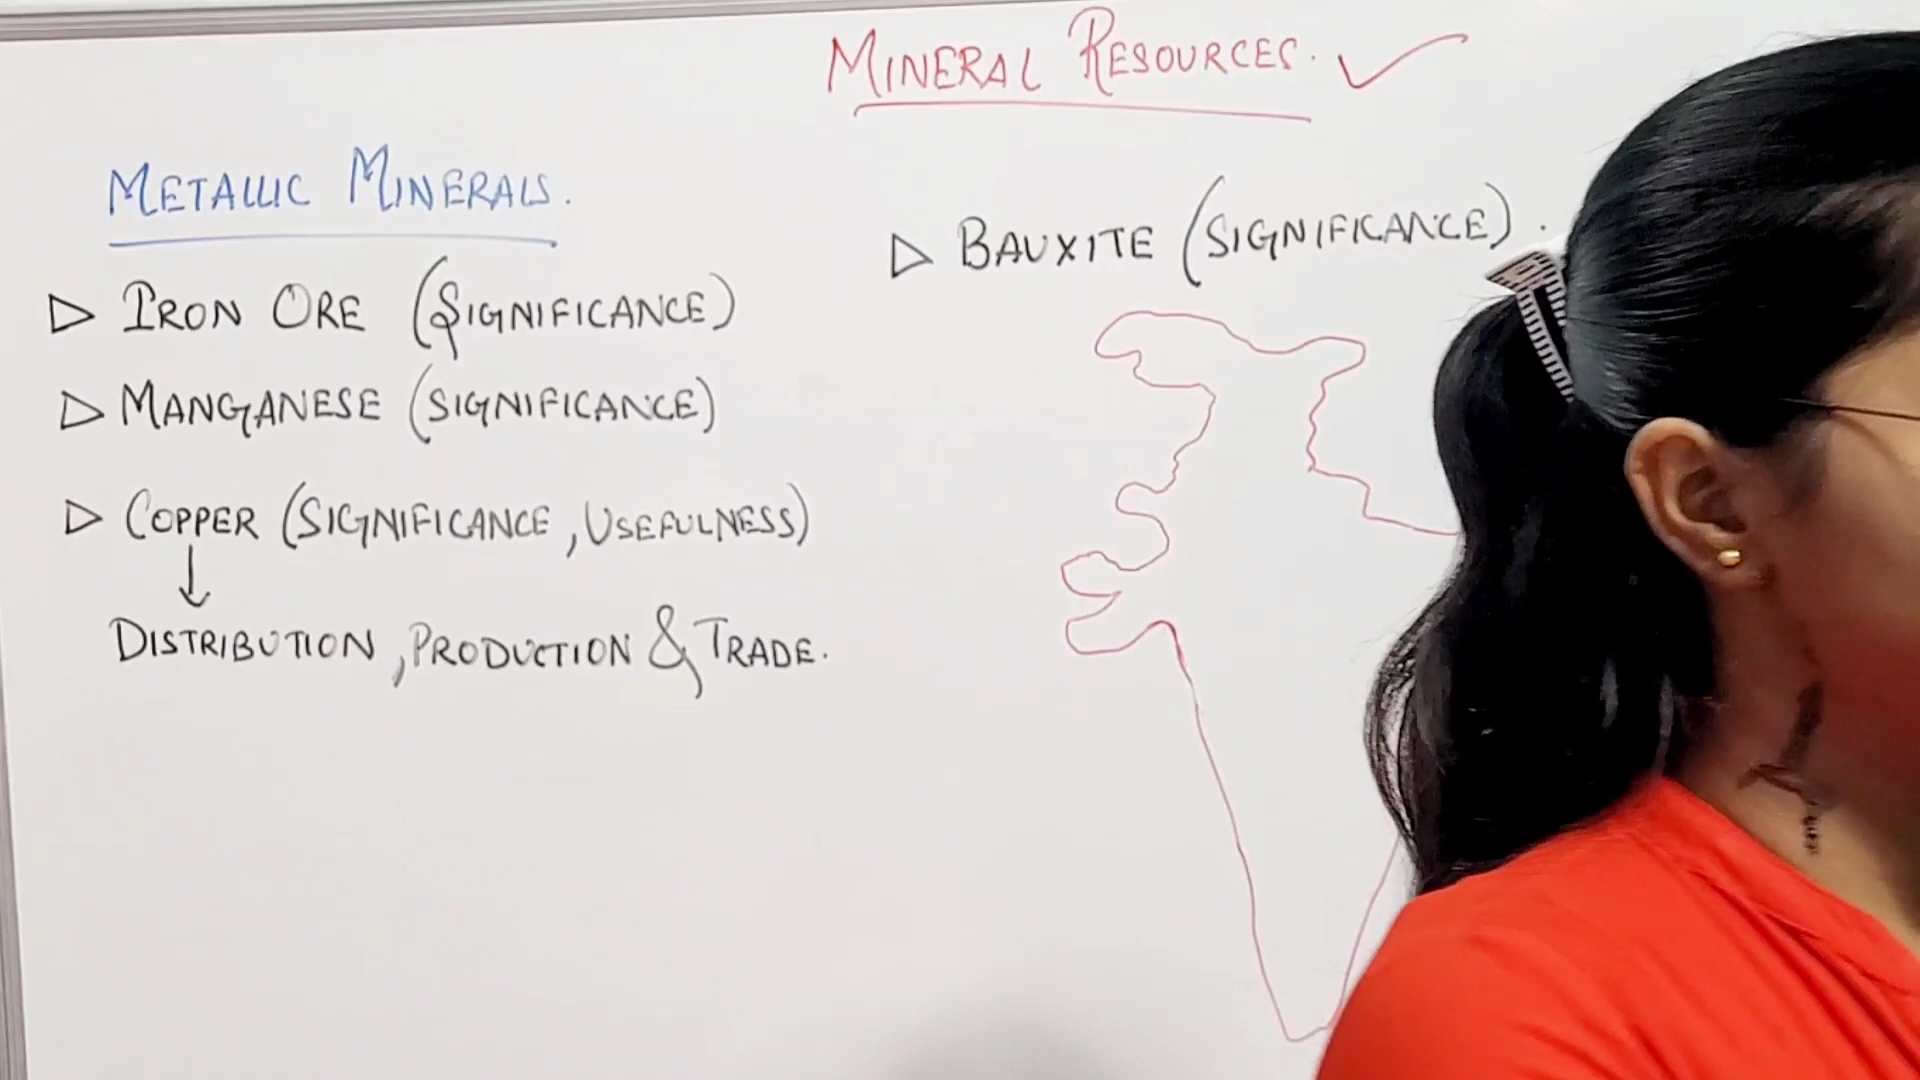 MINERAL RESOURCES.
METALLIC MINERALS.
IRON ORE (SIGNIFICANCE)
MANGANESE (SIGNIFICANCE)
COPPER (SIGNIFICANCE, USEFULNESS)
DISTRIBUTION, PRODUCTION & TRADE.
BAUXITE (SIGNIFICANCE).